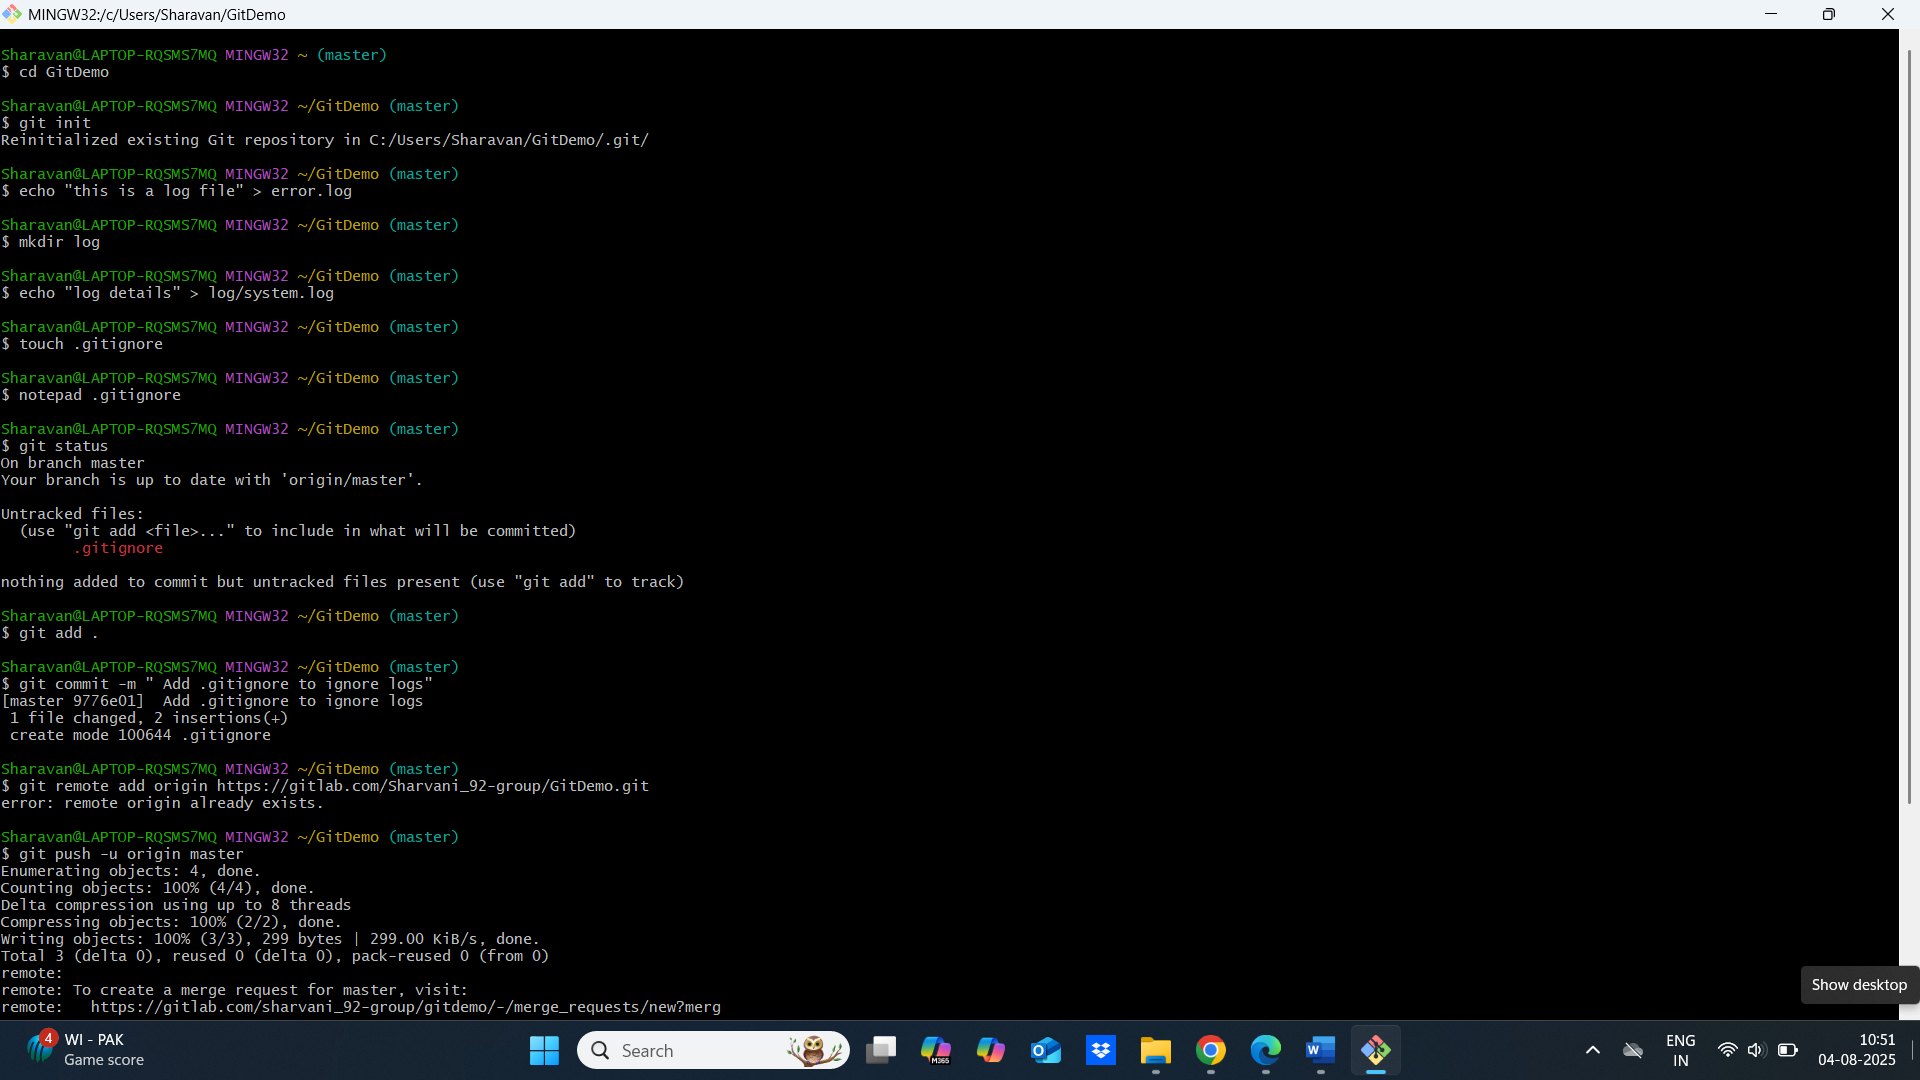 MINGW32:/c/Users/Sharavan/GitDemo
Sharavan@LAPTOP-RQSMS7MQ MINGW32 ~ (master)
$ cd GitDemo
Sharavan@LAPTOP-RQSMS7MQ MINGW32 ~/GitDemo (master)
$ git init
Reinitialized existing Git repository in C:/Users/Sharavan/GitDemo/.git/
Sharavan@LAPTOP-RQSMS7MQ MINGW32 ~/GitDemo (master)
$ echo "this is a log file" > error.log
Sharavan@LAPTOP-RQSMS7MQ MINGW32 ~/GitDemo (master)
$ mkdir log
Sharavan@LAPTOP-RQSMS7MQ MINGW32 ~/GitDemo (master)
$ echo "log details" > log/system.log
Sharavan@LAPTOP-RQSMS7MQ MINGW32 ~/GitDemo (master)
$ touch .gitignore
Sharavan@LAPTOP-RQSMS7MQ MINGW32 ~/GitDemo (master)
$ notepad .gitignore
Sharavan@LAPTOP-RQSMS7MQ MINGW32 ~/GitDemo (master)
$ git status
On branch master
Your branch is up to date with 'origin/master'.
Untracked files:
  (use "git add <file>..." to include in what will be committed)
        .gitignore
nothing added to commit but untracked files present (use "git add" to track)
Sharavan@LAPTOP-RQSMS7MQ MINGW32 ~/GitDemo (master)
$ git add .
Sharavan@LAPTOP-RQSMS7MQ MINGW32 ~/GitDemo (master)
$ git commit -m " Add .gitignore to ignore logs"
[master 9776e01]  Add .gitignore to ignore logs
 1 file changed, 2 insertions(+)
 create mode 100644 .gitignore
Sharavan@LAPTOP-RQSMS7MQ MINGW32 ~/GitDemo (master)
$ git remote add origin https://gitlab.com/Sharvani_92-group/GitDemo.git
error: remote origin already exists.
Sharavan@LAPTOP-RQSMS7MQ MINGW32 ~/GitDemo (master)
$ git push -u origin master
Enumerating objects: 4, done.
Counting objects: 100% (4/4), done.
Delta compression using up to 8 threads
Compressing objects: 100% (2/2), done.
Writing objects: 100% (3/3), 299 bytes | 299.00 KiB/s, done.
Total 3 (delta 0), reused 0 (delta 0), pack-reused 0 (from 0)
remote:
remote: To create a merge request for master, visit:
remote:   https://gitlab.com/sharvani_92-group/gitdemo/-/merge_requests/new?merg
Show desktop
4
WI - PAK
Game score
Search
M365
ENG
IN
10:51
04-08-2025